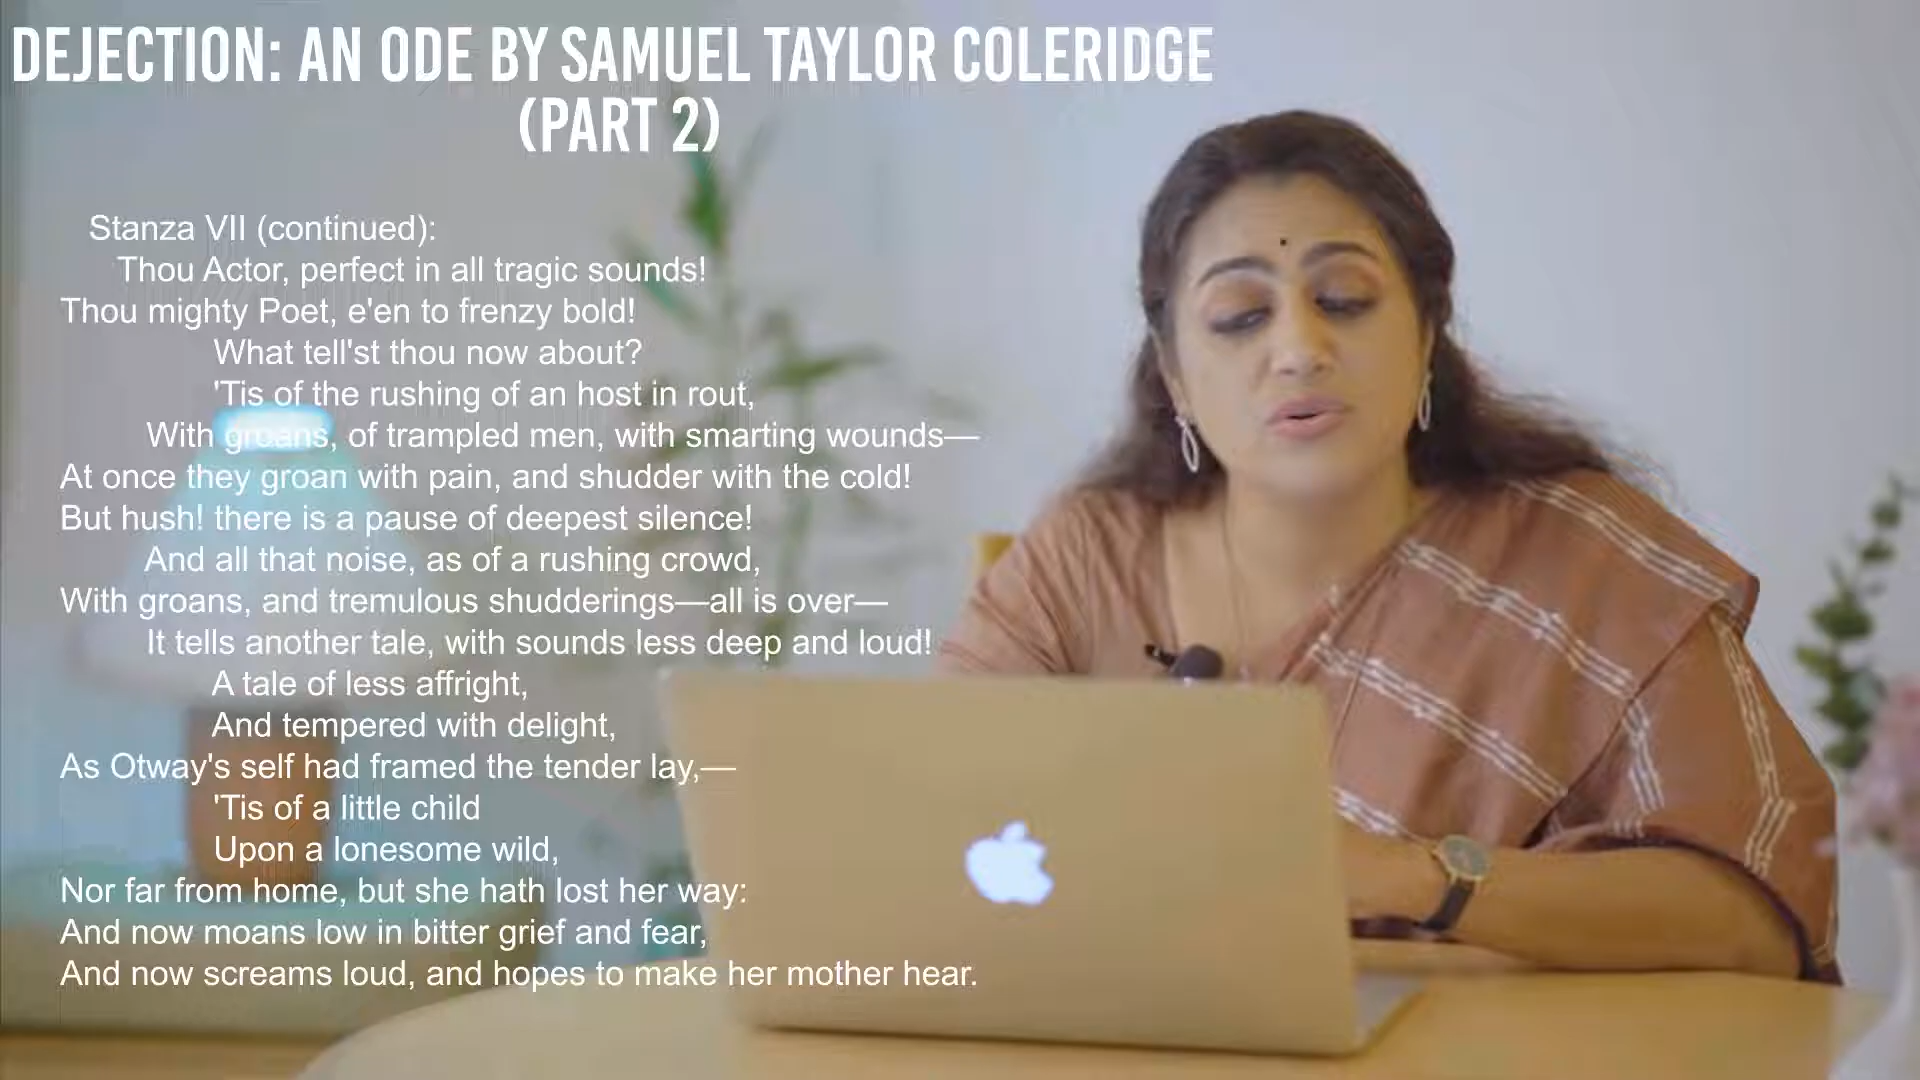 DEJECTION: AN ODE BY SAMUEL TAYLOR COLERIDGE
(PART 2)
Stanza VII (continued):
Thou Actor, perfect in all tragic sounds!
Thou mighty Poet, e'en to frenzy bold!
What tell'st thou now about?
'Tis of the rushing of an host in rout,
With groans, of trampled men, with smarting wounds—
At once they groan with pain, and shudder with the cold!
But hush! there is a pause of deepest silence!
And all that noise, as of a rushing crowd,
With groans, and tremulous shudderings—all is over—
It tells another tale, with sounds less deep and loud!
A tale of less affright,
And tempered with delight,
As Otway's self had framed the tender lay,—
'Tis of a little child
Upon a lonesome wild,
Nor far from home, but she hath lost her way:
And now moans low in bitter grief and fear,
And now screams loud, and hopes to make her mother hear.